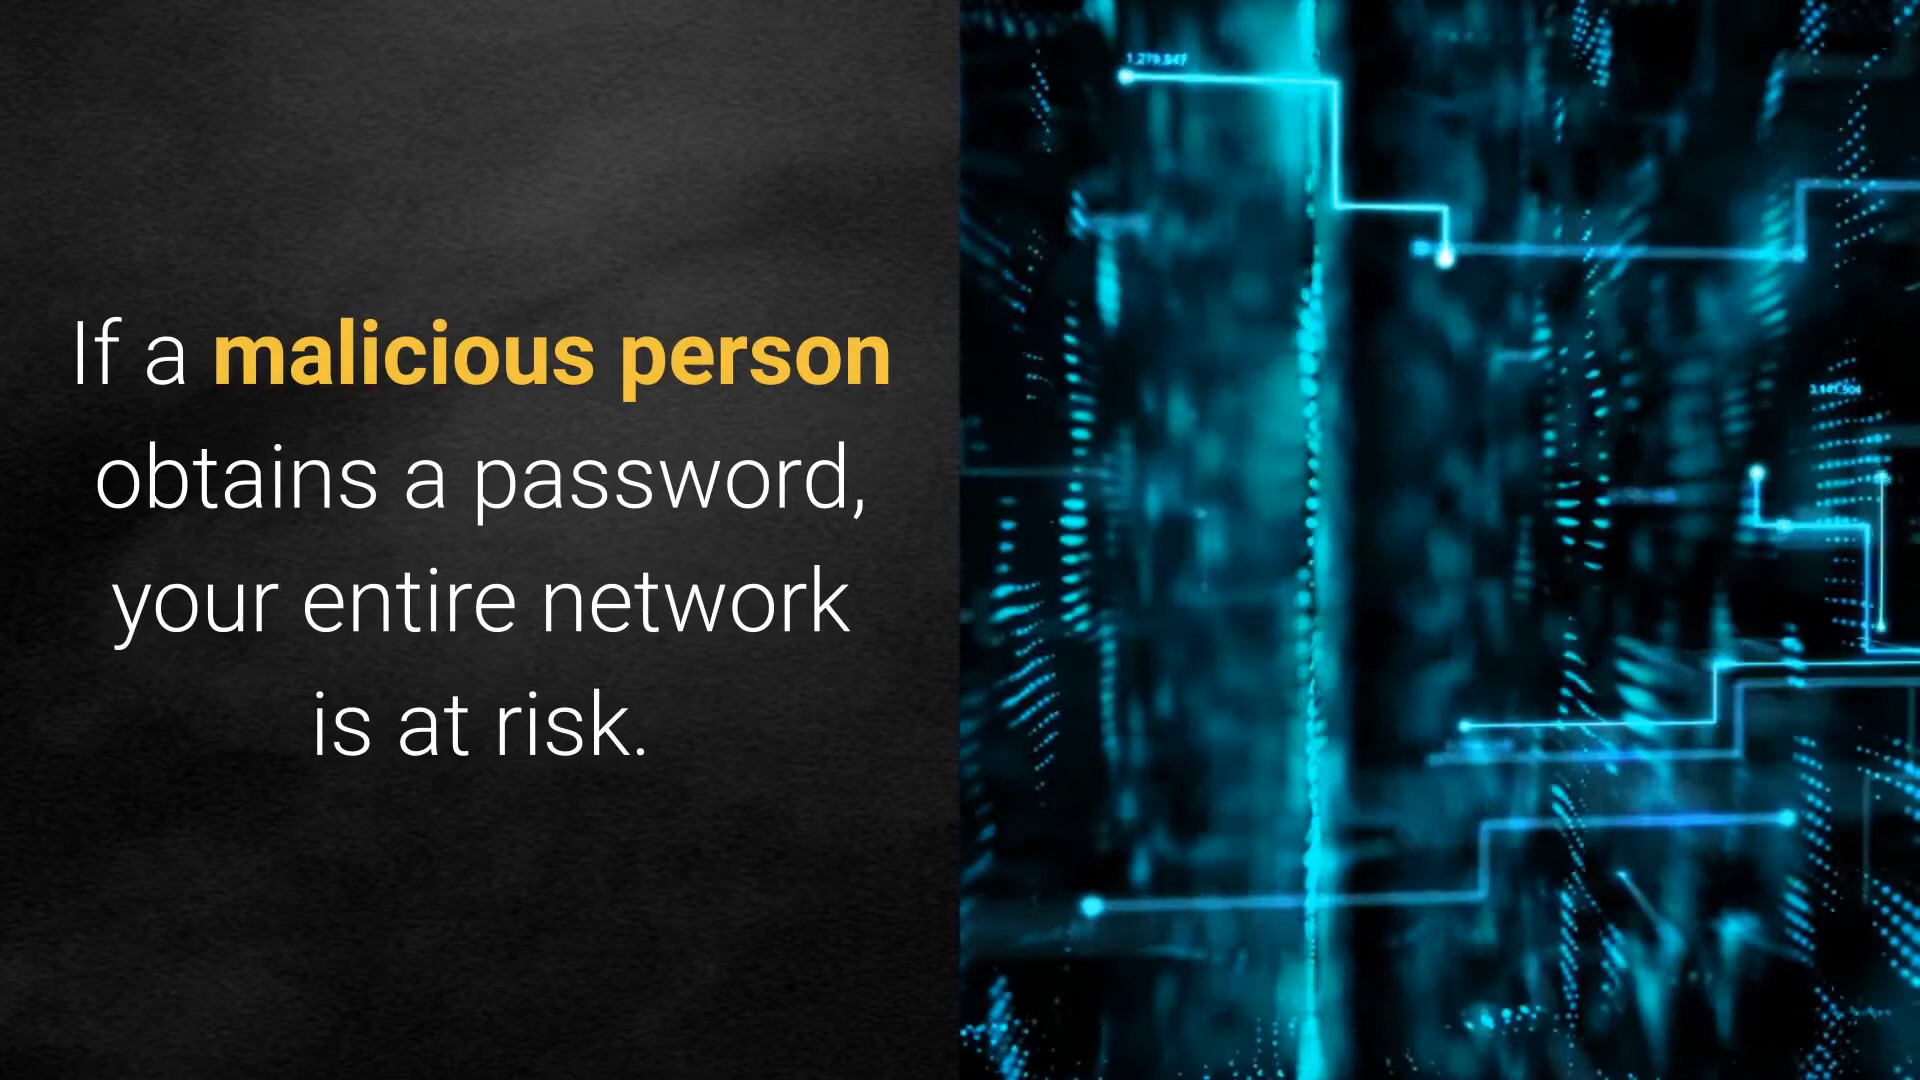 If a malicious person
obtains a password,
your entire network
is at risk.